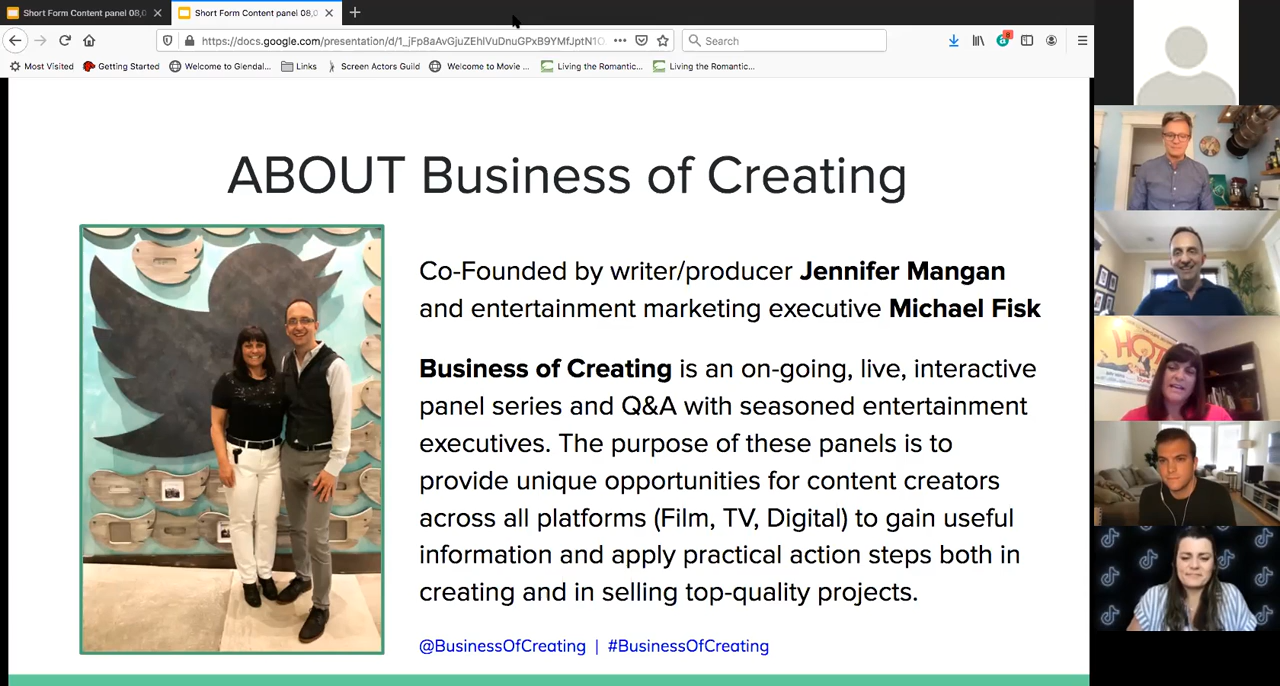 Short Form Content panel 08,0
Short Form Content panel 08,0
https://docs.google.com/presentation/d/1_jFp8aAvGjuZEhlVuDnuGPxB9YMfJptN1O
Search
8
Most Visited
Getting Started
Welcome to Glendal...
Links
Screen Actors Guild
Welcome to Movie ...
Living the Romantic...
Living the Romantic...
ABOUT Business of Creating
Co-Founded by writer/producer Jennifer Mangan
and entertainment marketing executive Michael Fisk
Business of Creating is an on-going, live, interactive
panel series and Q&A with seasoned entertainment
executives. The purpose of these panels is to
provide unique opportunities for content creators
across all platforms (Film, TV, Digital) to gain useful
information and apply practical action steps both in
creating and in selling top-quality projects.
@BusinessOfCreating | #BusinessOfCreating
HOT